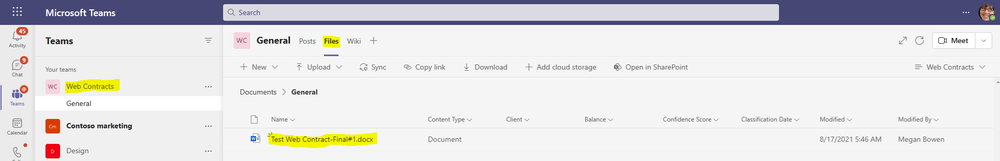 Microsoft Teams
Search
45
Activity
9
Chat
@
Teams
Calendar
Teams
Your teams
WC Web Contracts
General
Cm Contoso marketing
D Design
WC General Posts Files Wiki
Meet
New Upload Sync Copy link Download Add cloud storage Open in SharePoint Web Contracts
Documents > General
Name Content Type Client Balance Confidence Score Classification Date Modified Modified By
Test Web Contract-Final#1.docx Document 8/17/2021 5:46 AM Megan Bowen